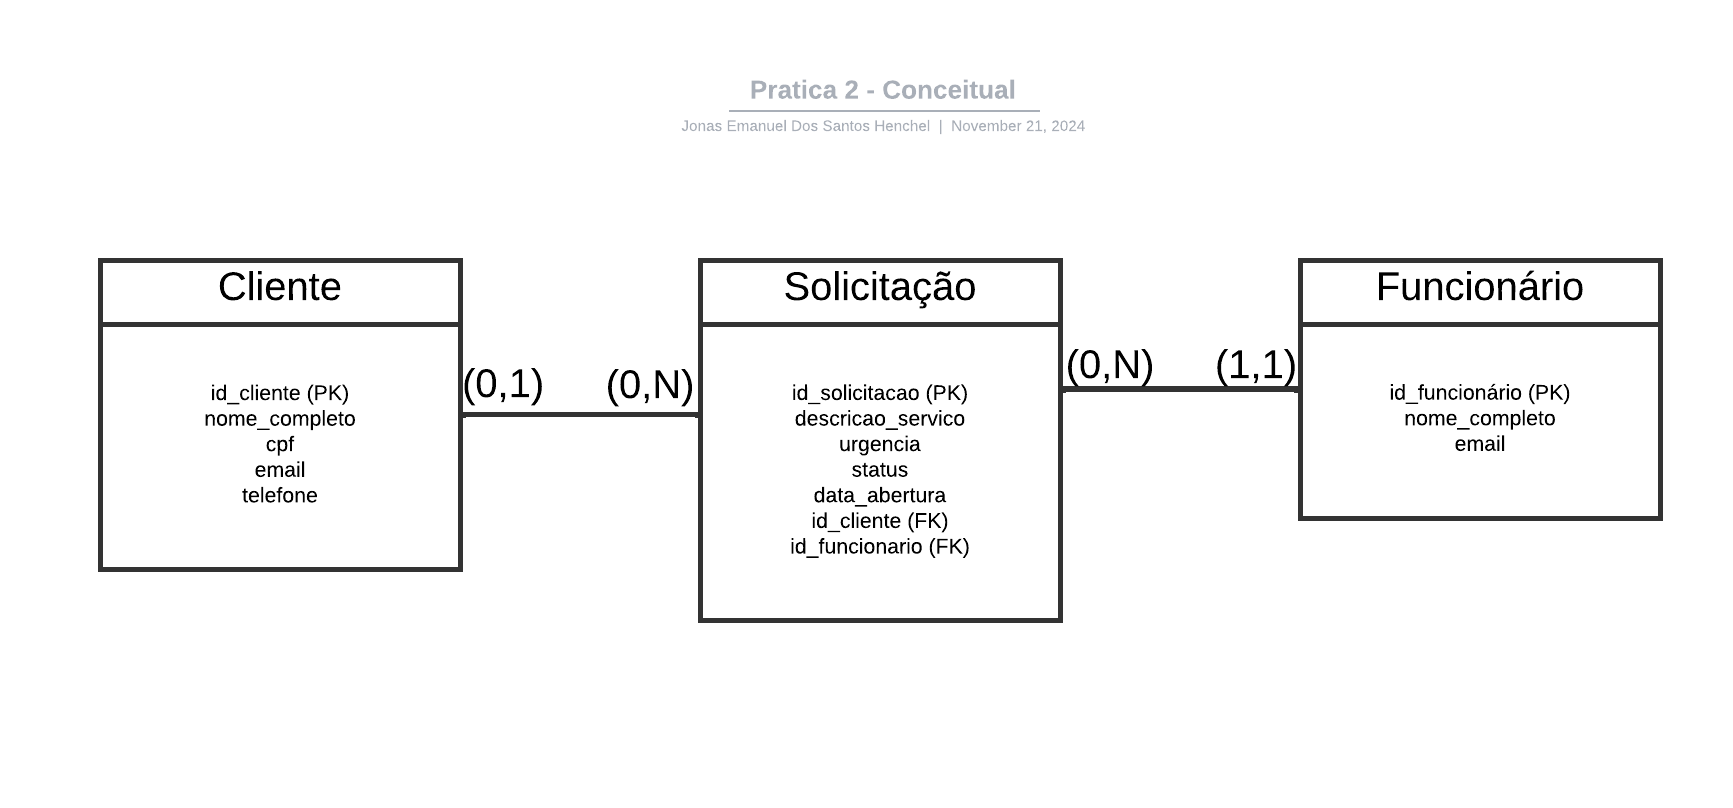 Pratica 2 - Conceitual
Jonas Emanuel Dos Santos Henchel | November 21, 2024
Cliente
id_cliente (PK)
nome_completo
cpf
email
telefone
(0,1)
(0,N)
Solicitação
id_solicitacao (PK)
descricao_servico
urgencia
status
data_abertura
id_cliente (FK)
id_funcionario (FK)
(0,N)
(1,1)
Funcionário
id_funcionário (PK)
nome_completo
email